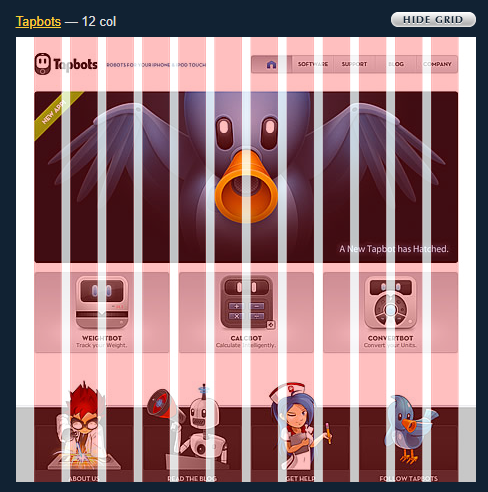 Tapbots — 12 col
HIDE GRID
Tapbots
ROBOTS FOR YOUR IPHONE & IPOD TOUCH
SOFTWARE
SUPPORT
BLOG
COMPANY
NEW APP!
A New Tapbot has Hatched.
WEIGHTBOT
Track your Weight.
CALCBOT
Calculate Intelligently.
CONVERTBOT
Convert your Units.
ABOUT US
READ THE BLOG
GET HELP
FOLLOW TAPBOTS